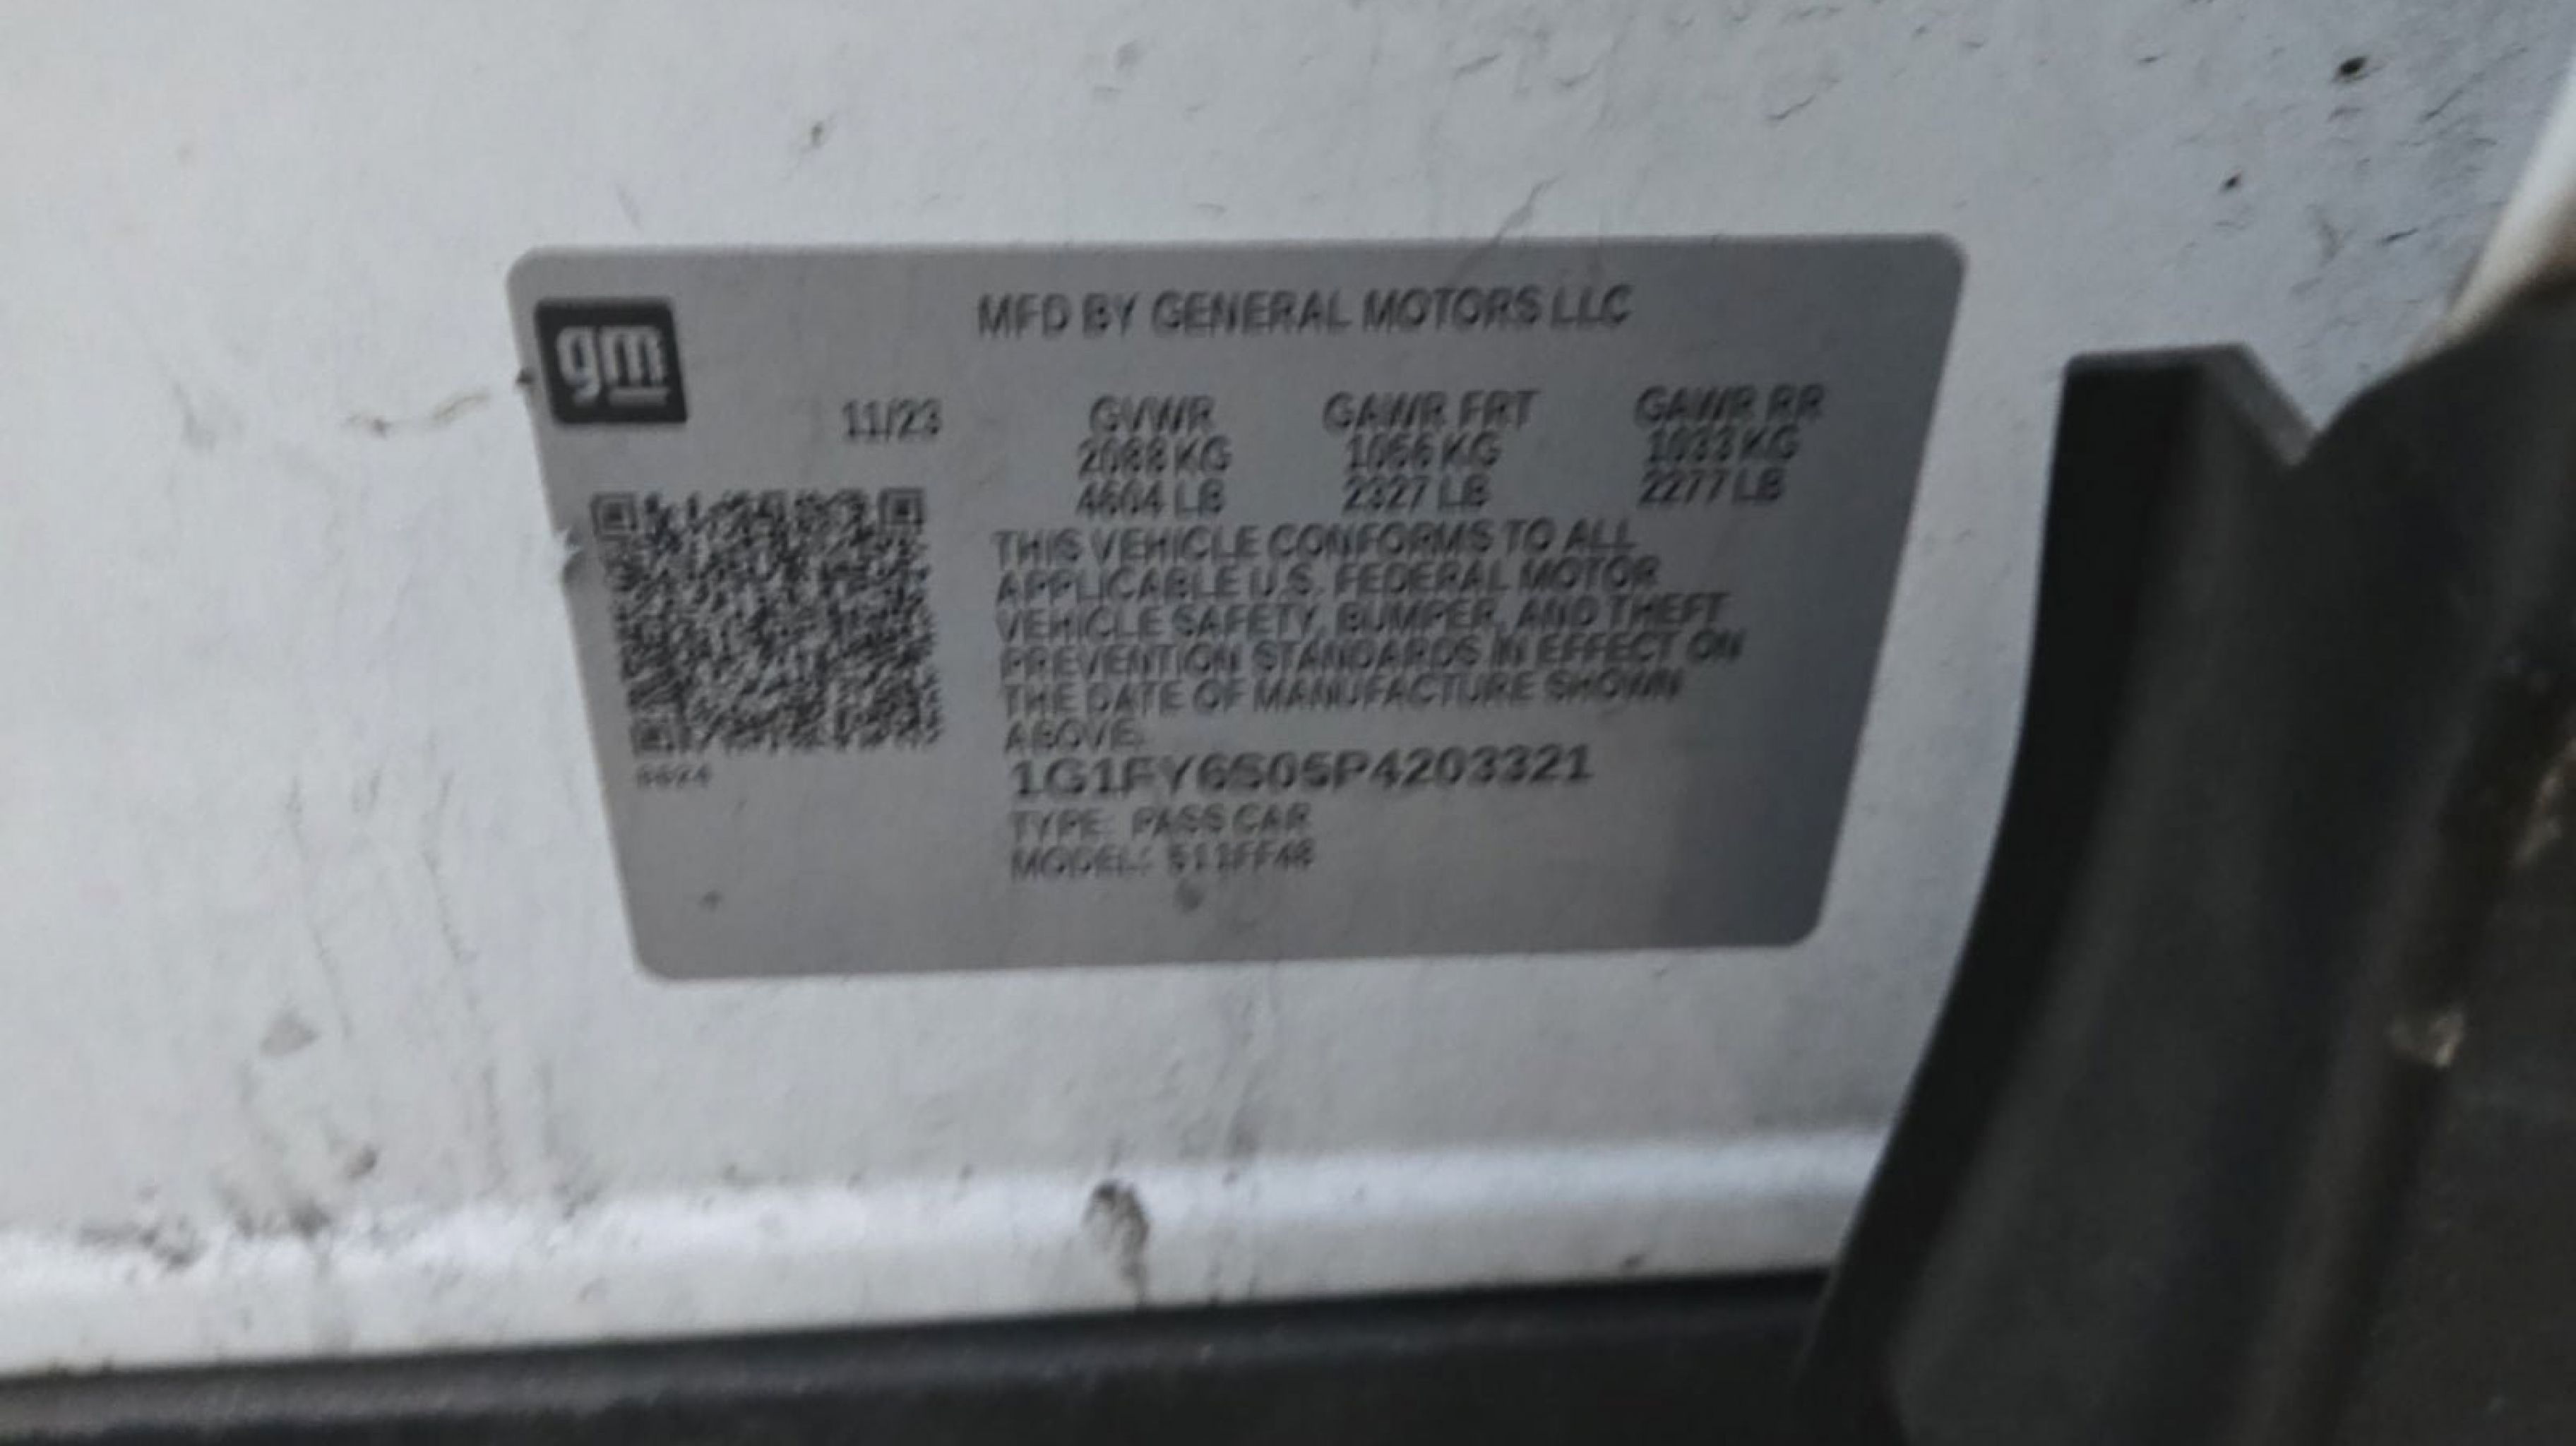 gm
MFD BY GENERAL MOTORS LLC
11/23
GVWR GAWR FRT GAWR RR
2088 KG 1056 KG 1033 KG
4604 LB 2327 LB 2277 LB
THIS VEHICLE CONFORMS TO ALL
APPLICABLE U.S. FEDERAL MOTOR
VEHICLE SAFETY, BUMPER, AND THEFT
PREVENTION STANDARDS IN EFFECT ON
THE DATE OF MANUFACTURE SHOWN
ABOVE.
1G1FY6S05P4203321
TYPE: PASS CAR
MODEL: